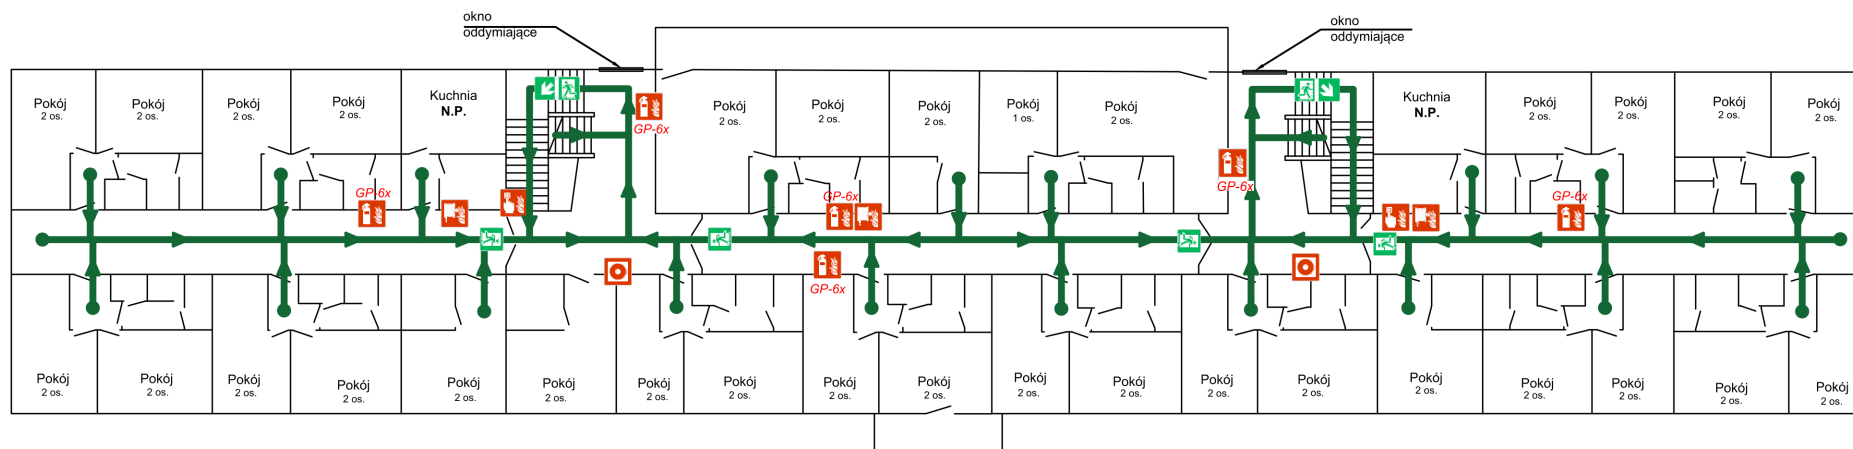 okno
oddymiające
okno
oddymiające
Pokój
2 os.
Pokój
2 os.
Pokój
2 os.
Pokój
2 os.
Kuchnia
N.P.
GP-6x
Pokój
2 os.
Pokój
2 os.
Pokój
2 os.
Pokój
1 os.
Pokój
2 os.
Kuchnia
N.P.
Pokój
2 os.
Pokój
2 os.
Pokój
2 os.
Pokój
2 os.
GP-6x
GP-6x
GP-6x
GP-6x
GP-6x
Pokój
2 os.
Pokój
2 os.
Pokój
2 os.
Pokój
2 os.
Pokój
2 os.
Pokój
2 os.
Pokój
2 os.
Pokój
2 os.
Pokój
2 os.
Pokój
2 os.
Pokój
2 os.
Pokój
2 os.
Pokój
2 os.
Pokój
2 os.
Pokój
2 os.
Pokój
2 os.
Pokój
2 os.
Pokój
2 os.
Pokój
2 os.